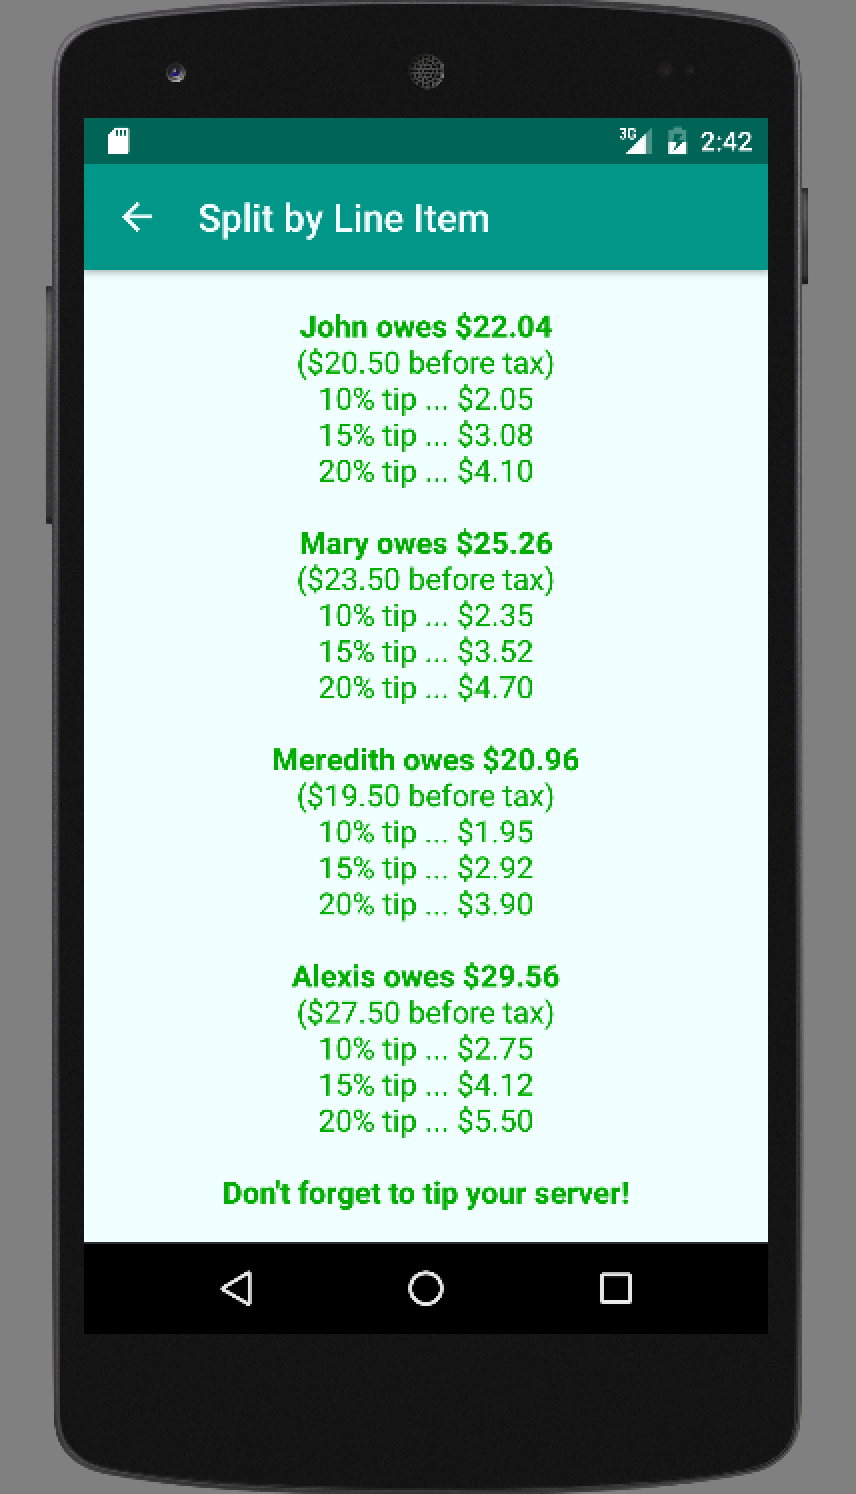 3G 2:42
Split by Line Item
John owes $22.04
($20.50 before tax)
10% tip ... $2.05
15% tip ... $3.08
20% tip ... $4.10
Mary owes $25.26
($23.50 before tax)
10% tip ... $2.35
15% tip ... $3.52
20% tip ... $4.70
Meredith owes $20.96
($19.50 before tax)
10% tip ... $1.95
15% tip ... $2.92
20% tip ... $3.90
Alexis owes $29.56
($27.50 before tax)
10% tip ... $2.75
15% tip ... $4.12
20% tip ... $5.50
Don't forget to tip your server!